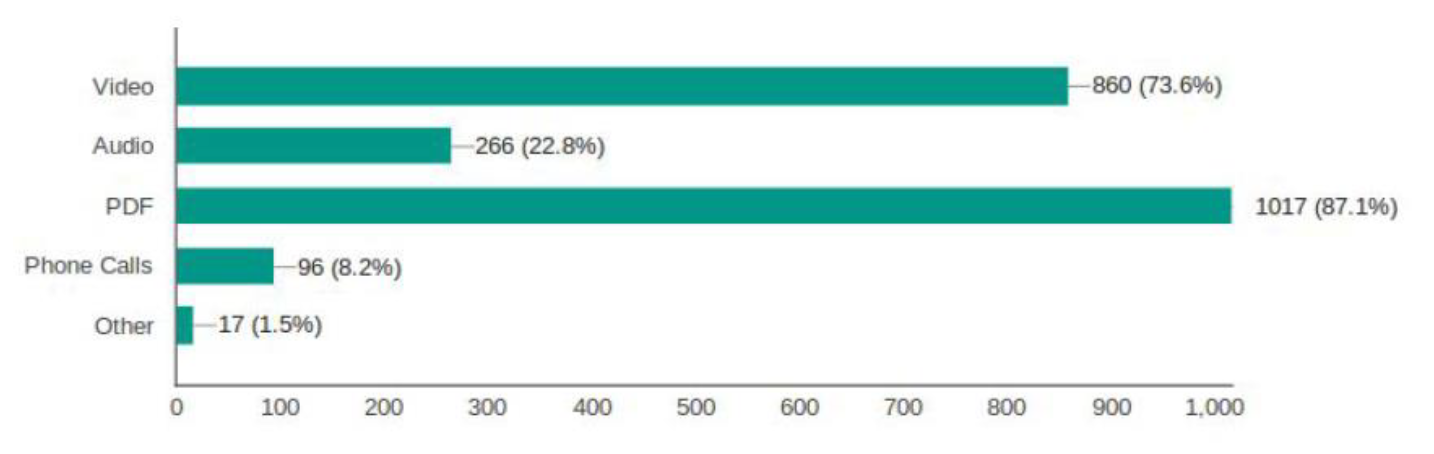 Video 860 (73.6%)
Audio 266 (22.8%)
PDF 1017 (87.1%)
Phone Calls 96 (8.2%)
Other 17 (1.5%)
0 100 200 300 400 500 600 700 800 900 1,000